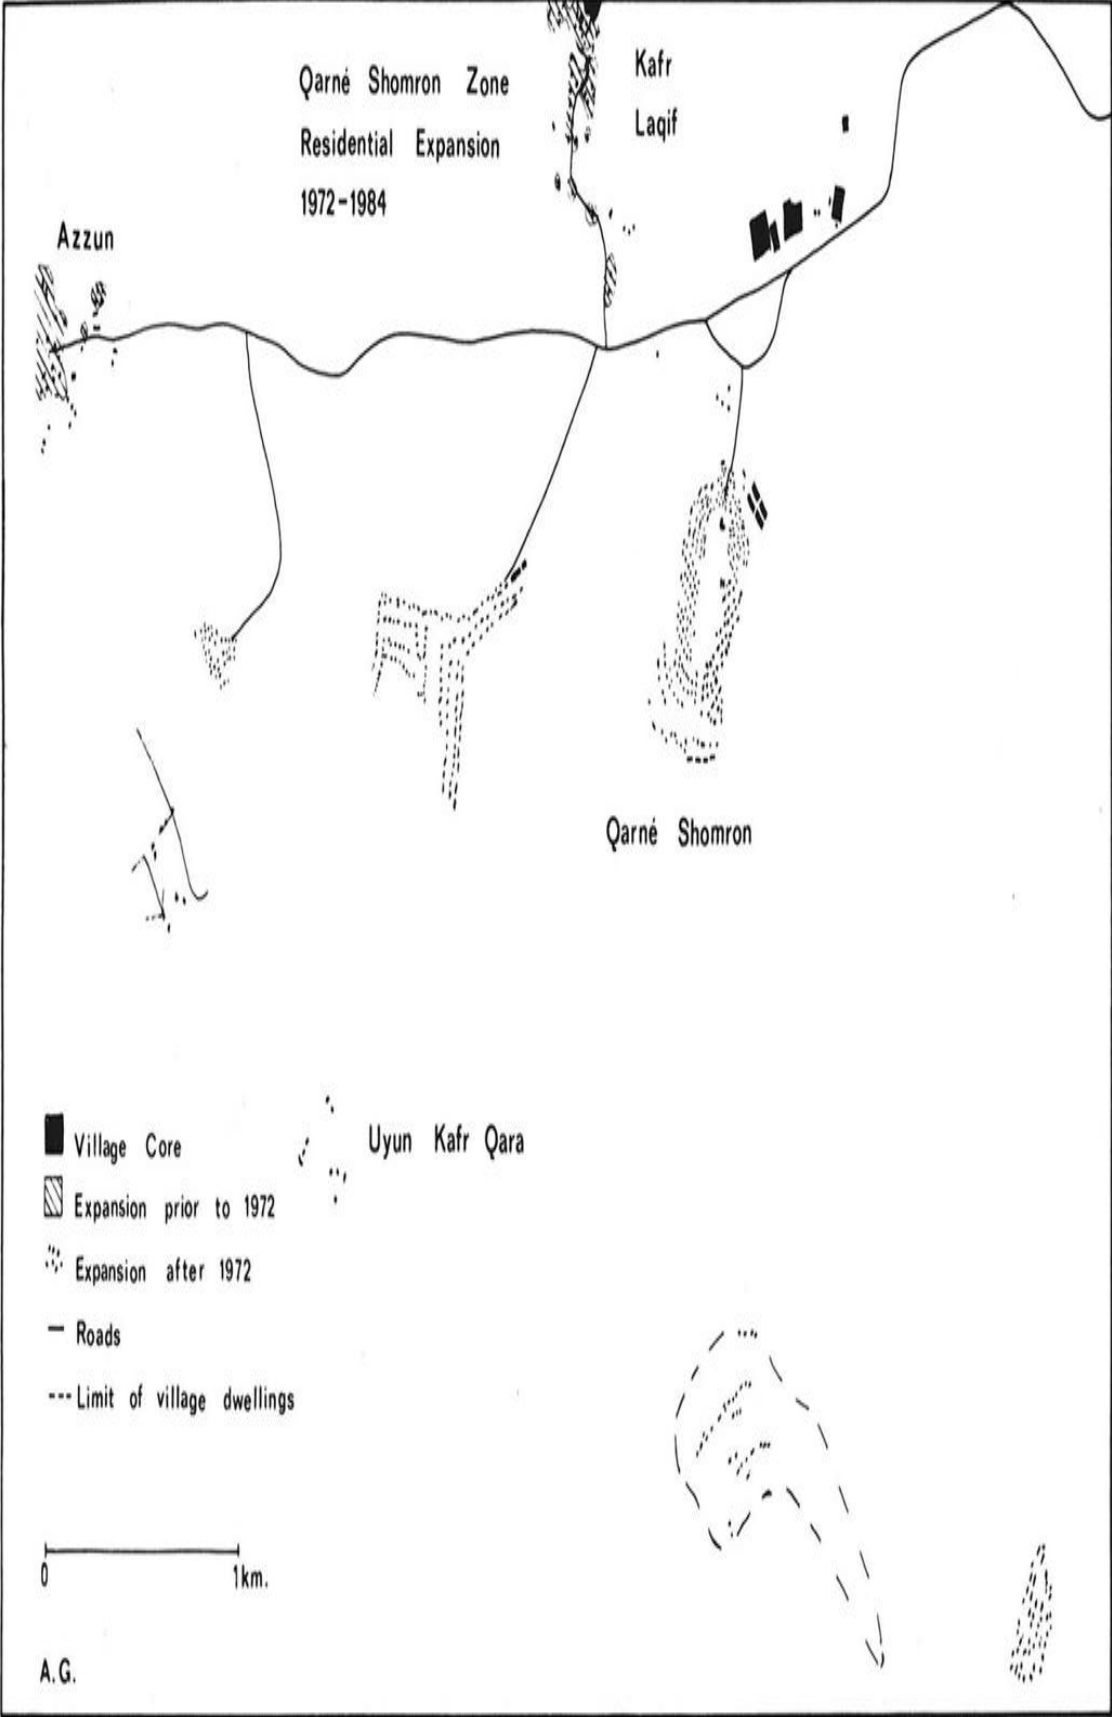 Qarné Shomron Zone
Residential Expansion
1972-1984
Kafr
Laqif
Azzun
Qarné Shomron
Uyun Kafr Qara
Village Core
Expansion prior to 1972
Expansion after 1972
Roads
Limit of village dwellings
0 1km.
A.G.